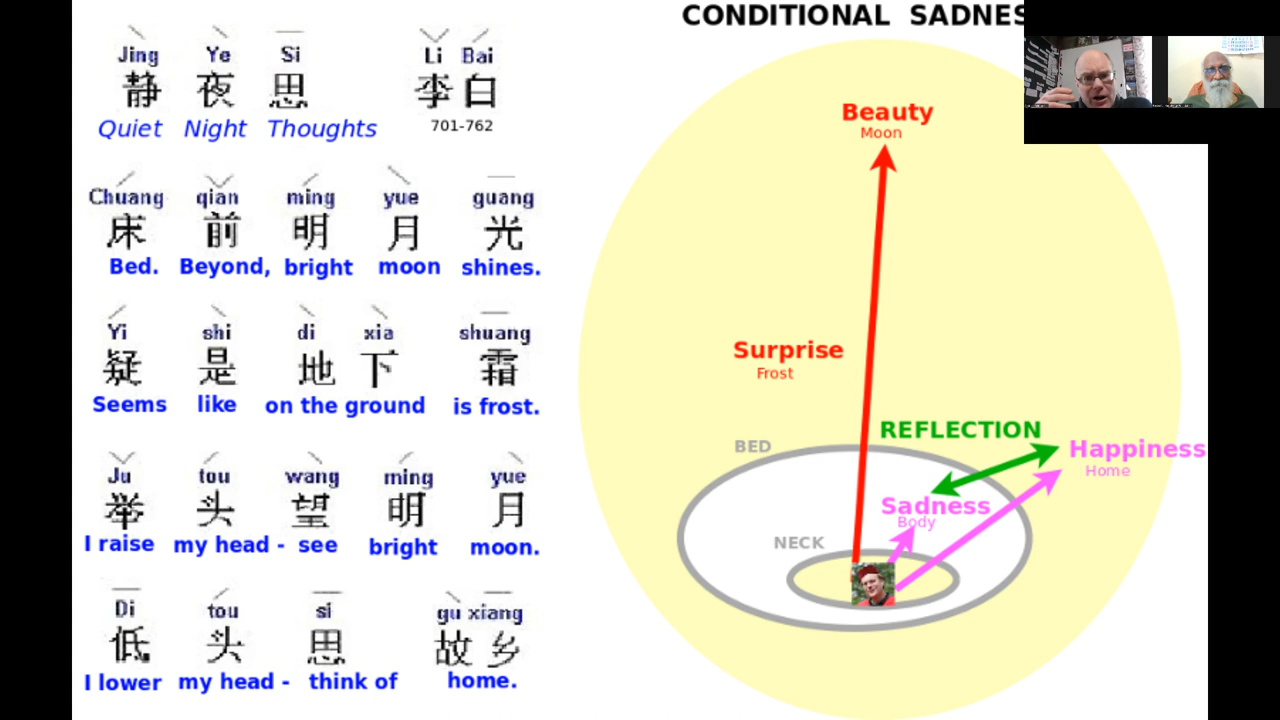 Jing Ye Si Li Bai
静 夜 思 李白
Quiet Night Thoughts 701-762
Chuang qian ming yue guang
床 前 明 月 光
Bed. Beyond, bright moon shines.
Yi shi di xia shuang
疑 是 地 下 霜
Seems like on the ground is frost.
Ju tou wang ming yue
举 头 望 明 月
I raise my head - see bright moon.
Di tou si gu xiang
低 头 思 故 乡
I lower my head - think of home.
CONDITIONAL SADNES
Beauty
Moon
Surprise
Frost
REFLECTION
BED
Happiness
Home
Sadness
Body
NECK